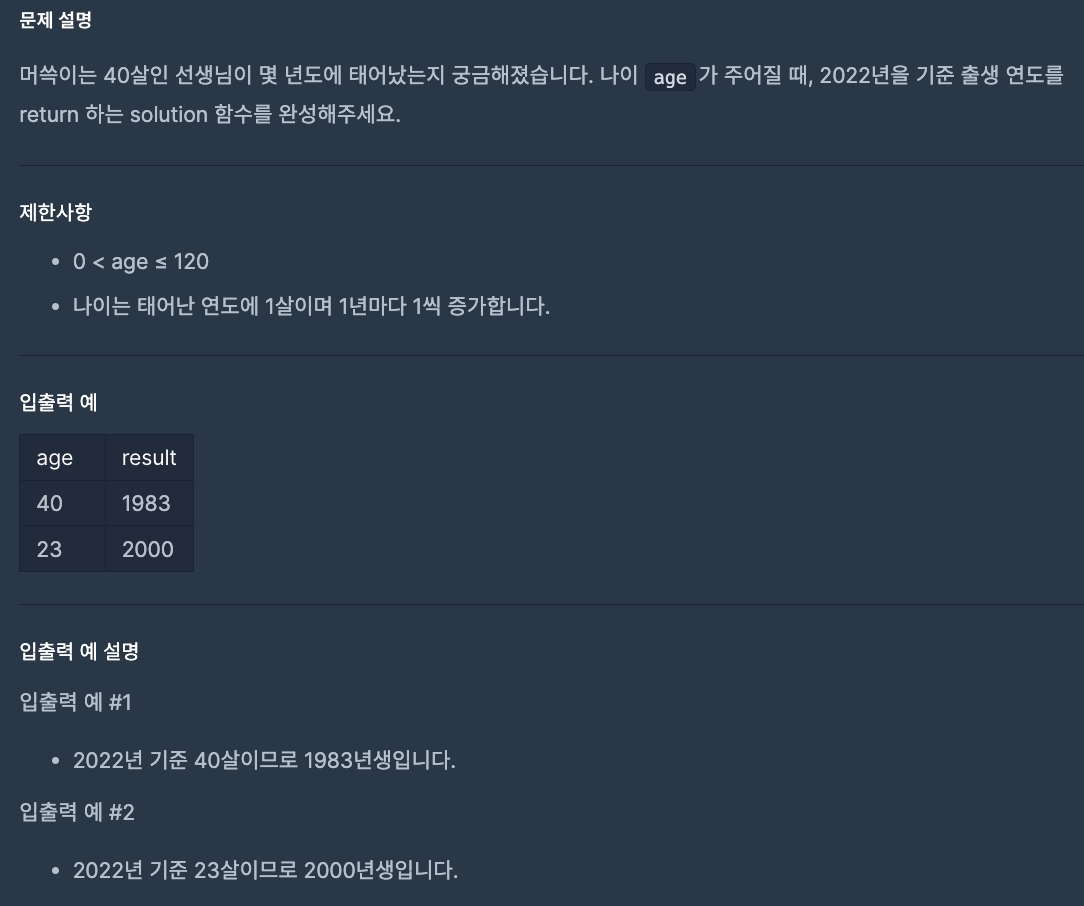 문제 설명
머쓱이는 40살인 선생님이 몇 년도에 태어났는지 궁금해졌습니다. 나이 age 가 주어질 때, 2022년을 기준 출생 연도를
return 하는 solution 함수를 완성해주세요.
제한사항
• 0 < age ≤ 120
• 나이는 태어난 연도에 1살이며 1년마다 1씩 증가합니다.
입출력 예
age result
40 1983
23 2000
입출력 예 설명
입출력 예 #1
• 2022년 기준 40살이므로 1983년생입니다.
입출력 예 #2
• 2022년 기준 23살이므로 2000년생입니다.